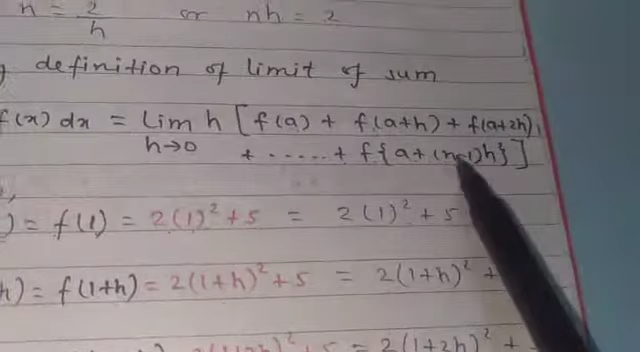 n = 2/h or nh = 2
definition of limit of sum
f(x) dx = lim h→0 h [ f(a) + f(a+h) + f(a+2h)
+ ...... + f{a+(n-1)h} ]
) = f(1) = 2(1)² + 5 = 2(1)² + 5
h) = f(1+h) = 2(1+h)² + 5 = 2(1+h)² +
= 2(1+2h)² +